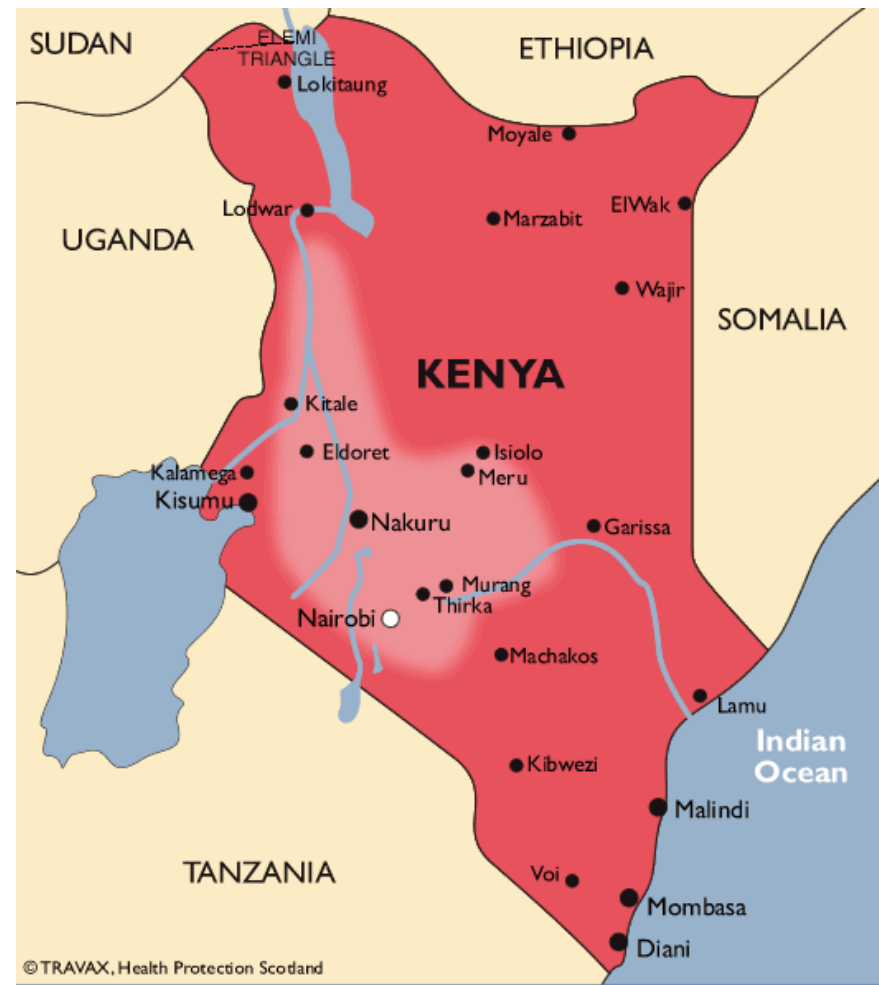 SUDAN
ELEMI
TRIANGLE
ETHIOPIA
Lokitaung
Moyale
Lodwar
Marzabit
ElWak
UGANDA
Wajir
SOMALIA
KENYA
Kitale
Eldoret
Isiolo
Kalamega
Meru
Kisumu
Nakuru
Garissa
Murang
Thirka
Nairobi
Machakos
Lamu
Indian
Ocean
Kibwezi
Malindi
TANZANIA
Voi
Mombasa
Diani
© TRAVAX, Health Protection Scotland